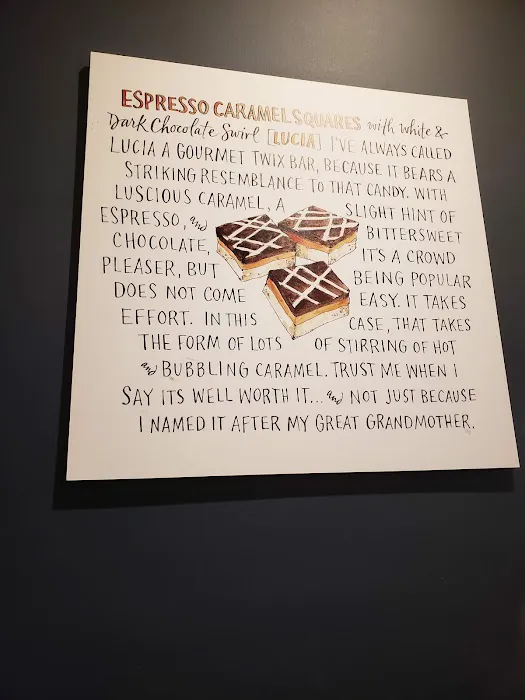 ESPRESSO CARAMEL SQUARES with White &
Dark Chocolate Swirl [LUCIA] I'VE ALWAYS CALLED
LUCIA A GOURMET TWIX BAR, BECAUSE IT BEARS A
STRIKING RESEMBLANCE TO THAT CANDY. WITH
LUSCIOUS CARAMEL, A SLIGHT HINT OF
ESPRESSO, and BITTERSWEET
CHOCOLATE, IT'S A CROWD
PLEASER, BUT BEING POPULAR
DOES NOT COME EASY. IT TAKES
EFFORT. IN THIS CASE, THAT TAKES
THE FORM OF LOTS OF STIRRING OF HOT
and BUBBLING CARAMEL. TRUST ME WHEN I
SAY ITS WELL WORTH IT... and NOT JUST BECAUSE
I NAMED IT AFTER MY GREAT GRANDMOTHER.